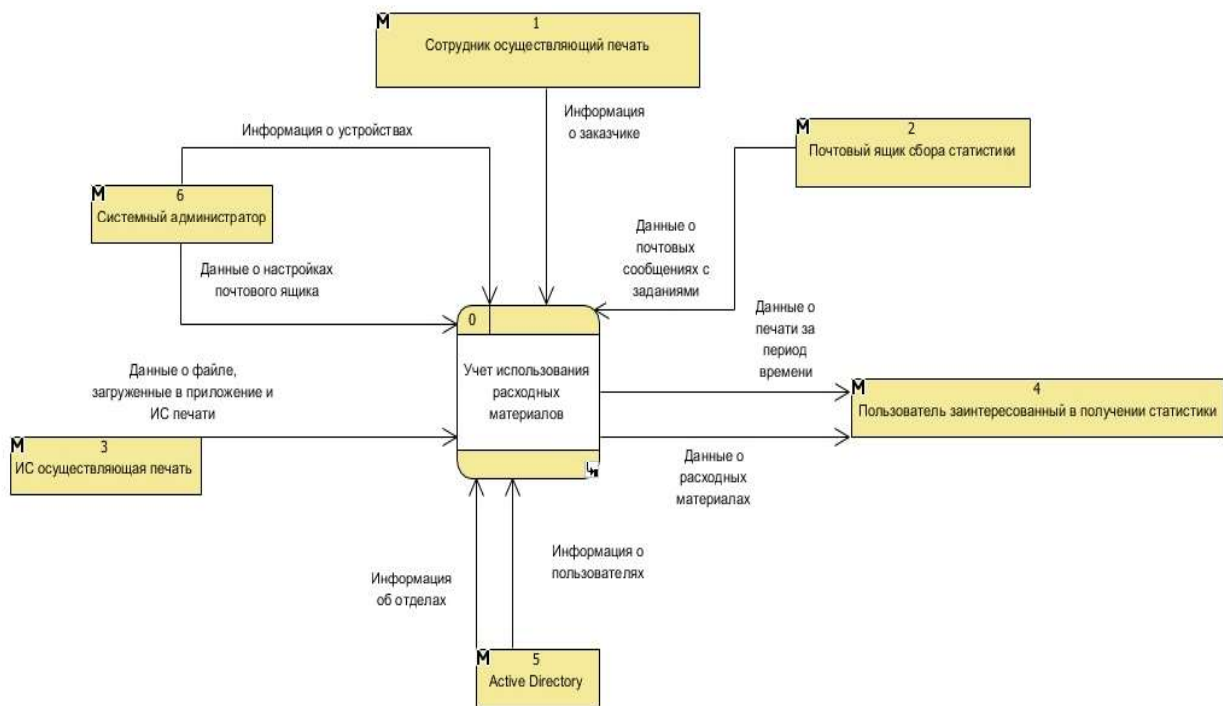 M
1
Сотрудник осуществляющий печать
Информация о устройствах
Информация
о заказчике
M
2
Почтовый ящик сбора статистики
M
6
Системный администратор
Данные о настройках
почтового ящика
Данные о
почтовых
сообщениях с
заданиями
0
Учет использования
расходных
материалов
Данные о
печати за
период
времени
Данные о файле,
загруженные в приложение и
ИС печати
M
4
Пользователь заинтересованный в получении статистики
M
3
ИС осуществляющая печать
Данные о
расходных
материалах
Информация
об отделах
Информация о
пользователях
M
5
Active Directory